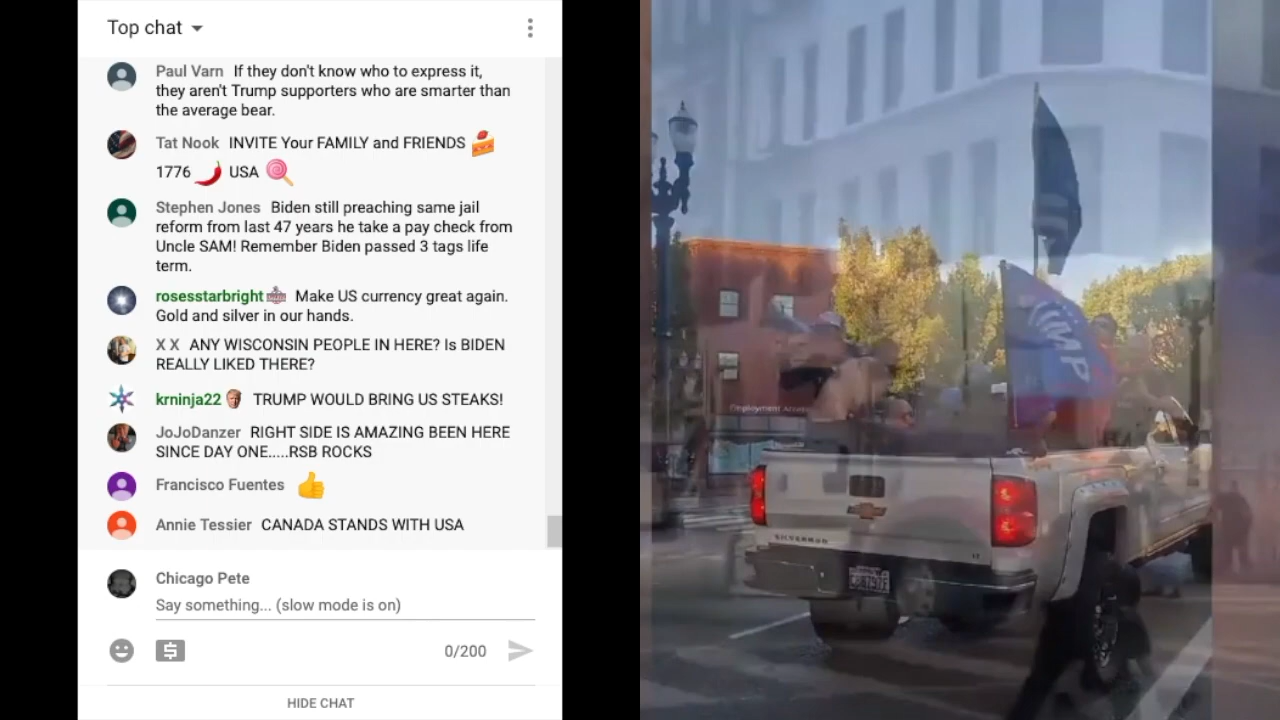 Top chat
Paul Varn If they don't know who to express it,
they aren't Trump supporters who are smarter than
the average bear.
Tat Nook INVITE Your FAMILY and FRIENDS
1776 USA
Stephen Jones Biden still preaching same jail
reform from last 47 years he take a pay check from
Uncle SAM! Remember Biden passed 3 tags life
term.
rosesstarbright Make US currency great again.
Gold and silver in our hands.
X X ANY WISCONSIN PEOPLE IN HERE? Is BIDEN
REALLY LIKED THERE?
krninja22 TRUMP WOULD BRING US STEAKS!
JoJoDanzer RIGHT SIDE IS AMAZING BEEN HERE
SINCE DAY ONE.....RSB ROCKS
Francisco Fuentes
Annie Tessier CANADA STANDS WITH USA
Chicago Pete
Say something... (slow mode is on)
0/200
HIDE CHAT
SILVERADO